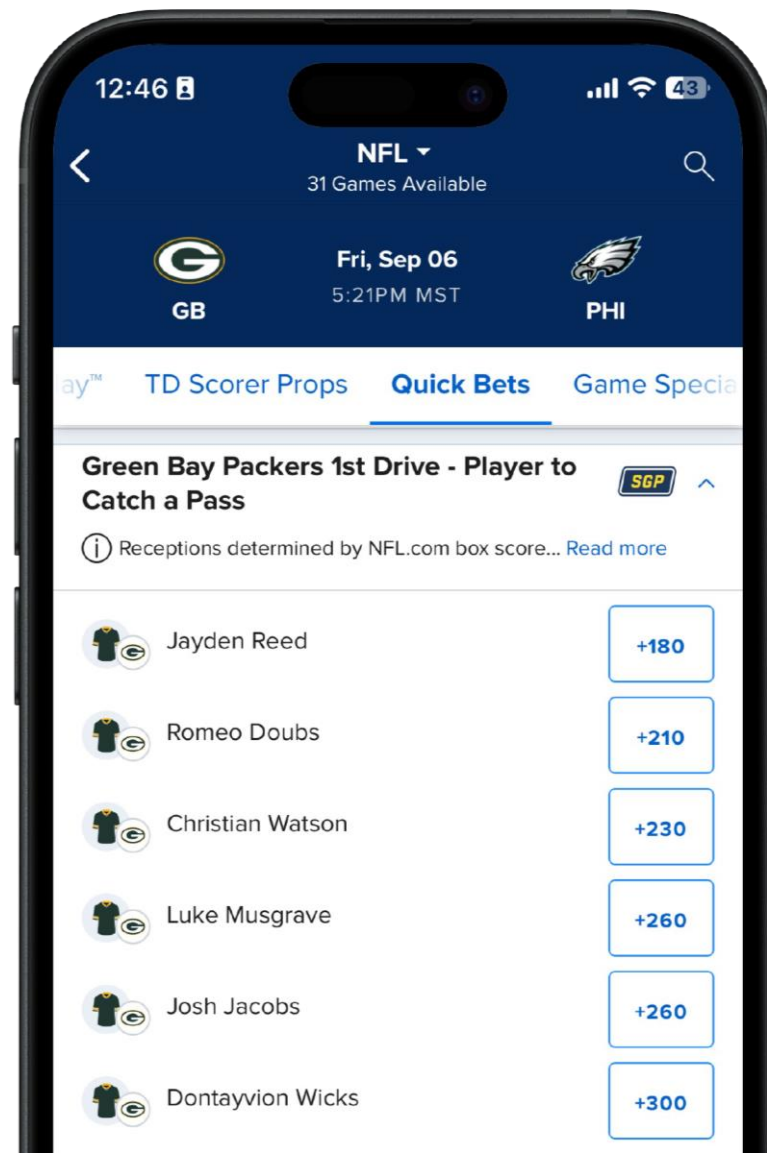 12:46
43
NFL
31 Games Available
Fri, Sep 06
5:21PM MST
GB
PHI
ay™ TD Scorer Props Quick Bets Game Specia
Green Bay Packers 1st Drive - Player to
Catch a Pass
SGP
Receptions determined by NFL.com box score... Read more
Jayden Reed +180
Romeo Doubs +210
Christian Watson +230
Luke Musgrave +260
Josh Jacobs +260
Dontayvion Wicks +300